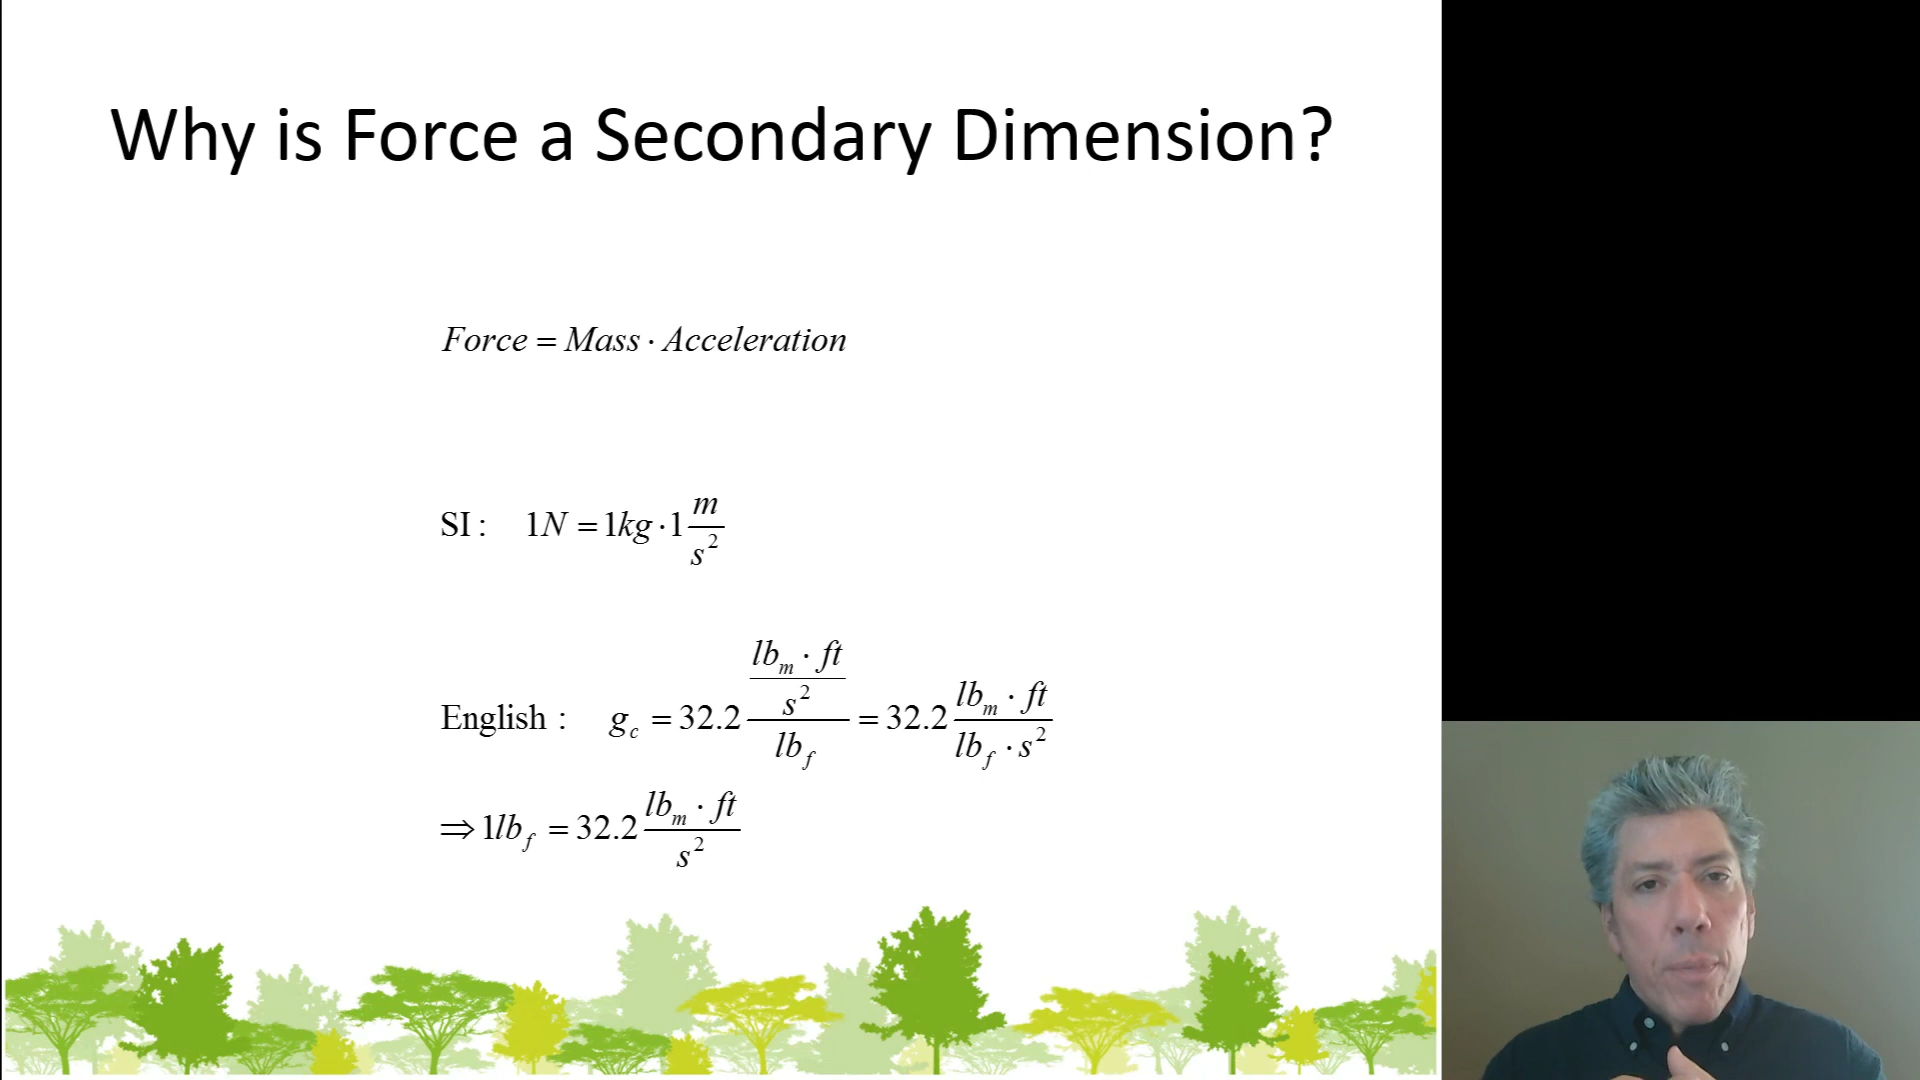 Why is Force a Secondary Dimension?
Force = Mass · Acceleration
SI : 1N = 1kg · 1 m/s²
English : g_c = 32.2 ((lb_m · ft)/s²)/lb_f = 32.2 (lb_m · ft)/(lb_f · s²)
⇒ 1lb_f = 32.2 (lb_m · ft)/s²